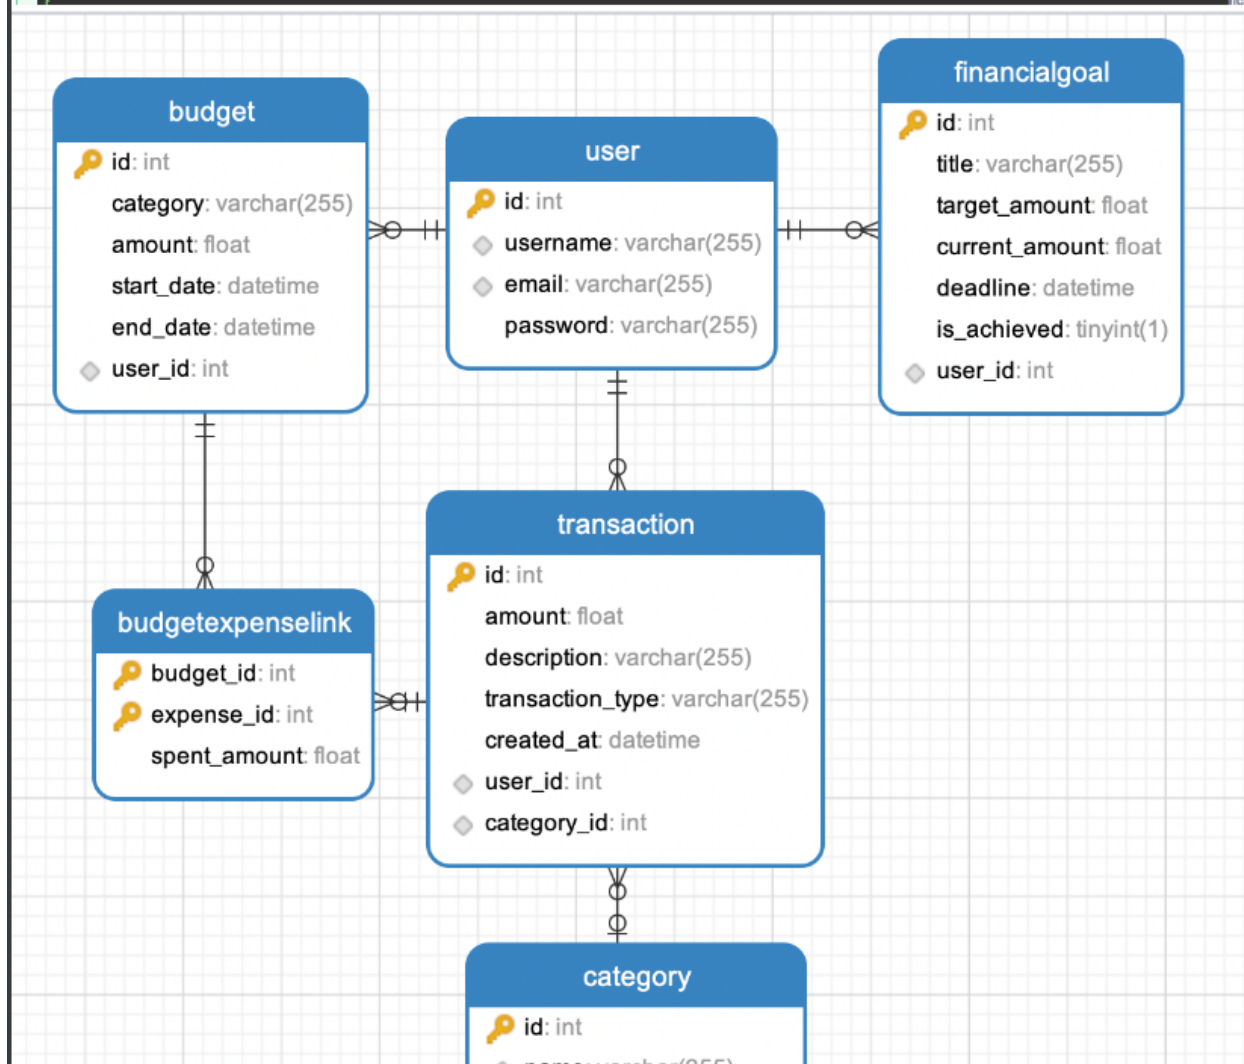 budget
id: int
category: varchar(255)
amount: float
start_date: datetime
end_date: datetime
user_id: int
user
id: int
username: varchar(255)
email: varchar(255)
password: varchar(255)
financialgoal
id: int
title: varchar(255)
target_amount: float
current_amount: float
deadline: datetime
is_achieved: tinyint(1)
user_id: int
budgetexpenselink
budget_id: int
expense_id: int
spent_amount: float
transaction
id: int
amount: float
description: varchar(255)
transaction_type: varchar(255)
created_at: datetime
user_id: int
category_id: int
category
id: int